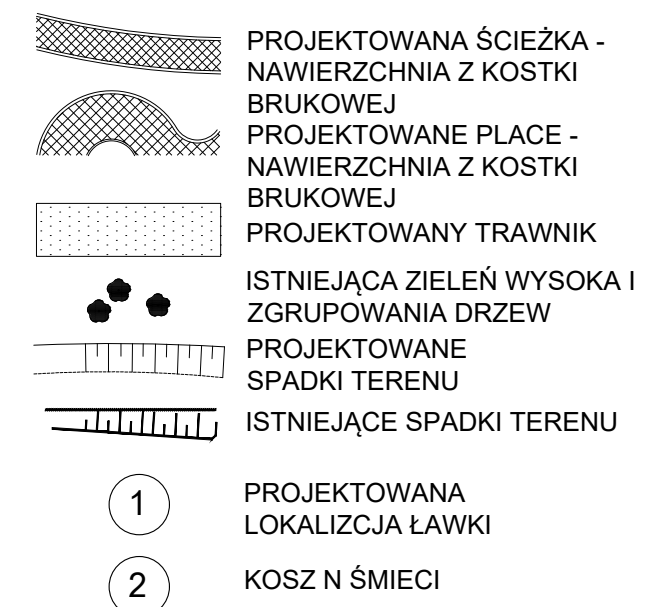 PROJEKTOWANA ŚCIEŻKA -
NAWIERZCHNIA Z KOSTKI
BRUKOWEJ
PROJEKTOWANE PLACE -
NAWIERZCHNIA Z KOSTKI
BRUKOWEJ
PROJEKTOWANY TRAWNIK
ISTNIEJĄCA ZIELEŃ WYSOKA I
ZGRUPOWANIA DRZEW
PROJEKTOWANE
SPADKI TERENU
ISTNIEJĄCE SPADKI TERENU
1 PROJEKTOWANA
LOKALIZCJA ŁAWKI
2 KOSZ N ŚMIECI